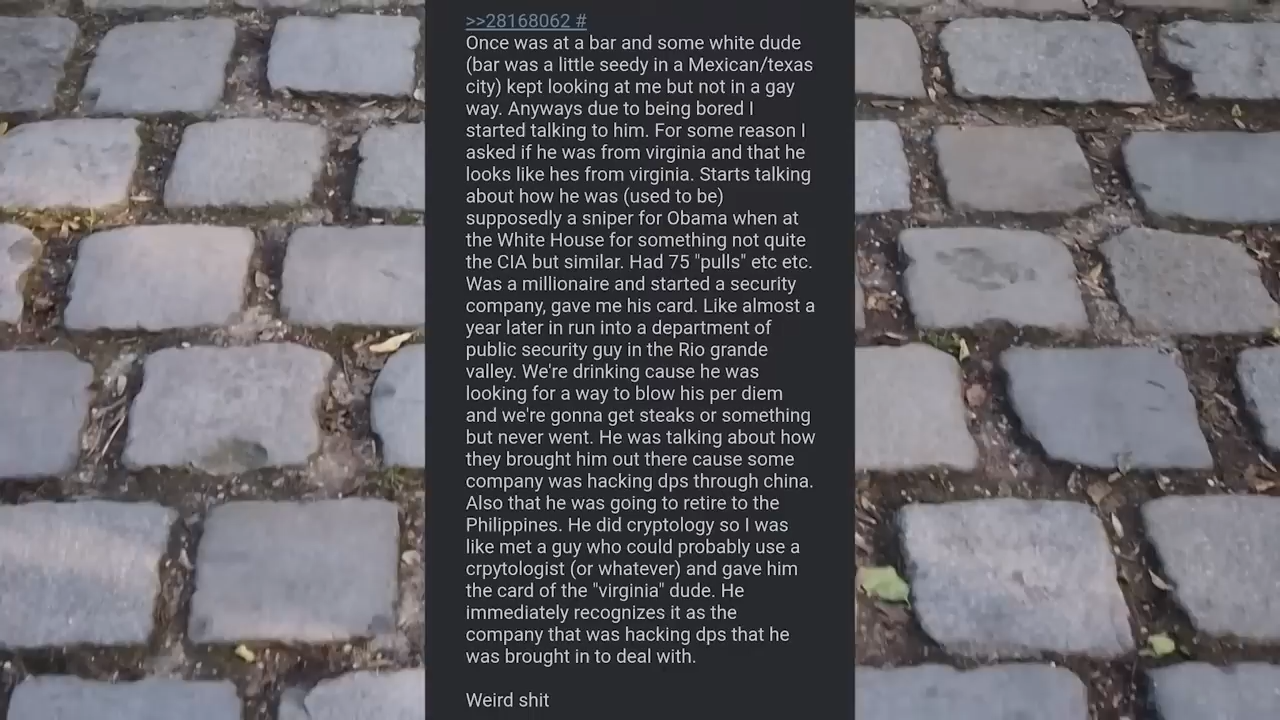 >>28168062 #
Once was at a bar and some white dude
(bar was a little seedy in a Mexican/texas
city) kept looking at me but not in a gay
way. Anyways due to being bored I
started talking to him. For some reason I
asked if he was from virginia and that he
looks like hes from virginia. Starts talking
about how he was (used to be)
supposedly a sniper for Obama when at
the White House for something not quite
the CIA but similar. Had 75 "pulls" etc etc.
Was a millionaire and started a security
company, gave me his card. Like almost a
year later in run into a department of
public security guy in the Rio grande
valley. We're drinking cause he was
looking for a way to blow his per diem
and we're gonna get steaks or something
but never went. He was talking about how
they brought him out there cause some
company was hacking dps through china.
Also that he was going to retire to the
Philippines. He did cryptology so I was
like met a guy who could probably use a
crpytologist (or whatever) and gave him
the card of the "virginia" dude. He
immediately recognizes it as the
company that was hacking dps that he
was brought in to deal with.
Weird shit